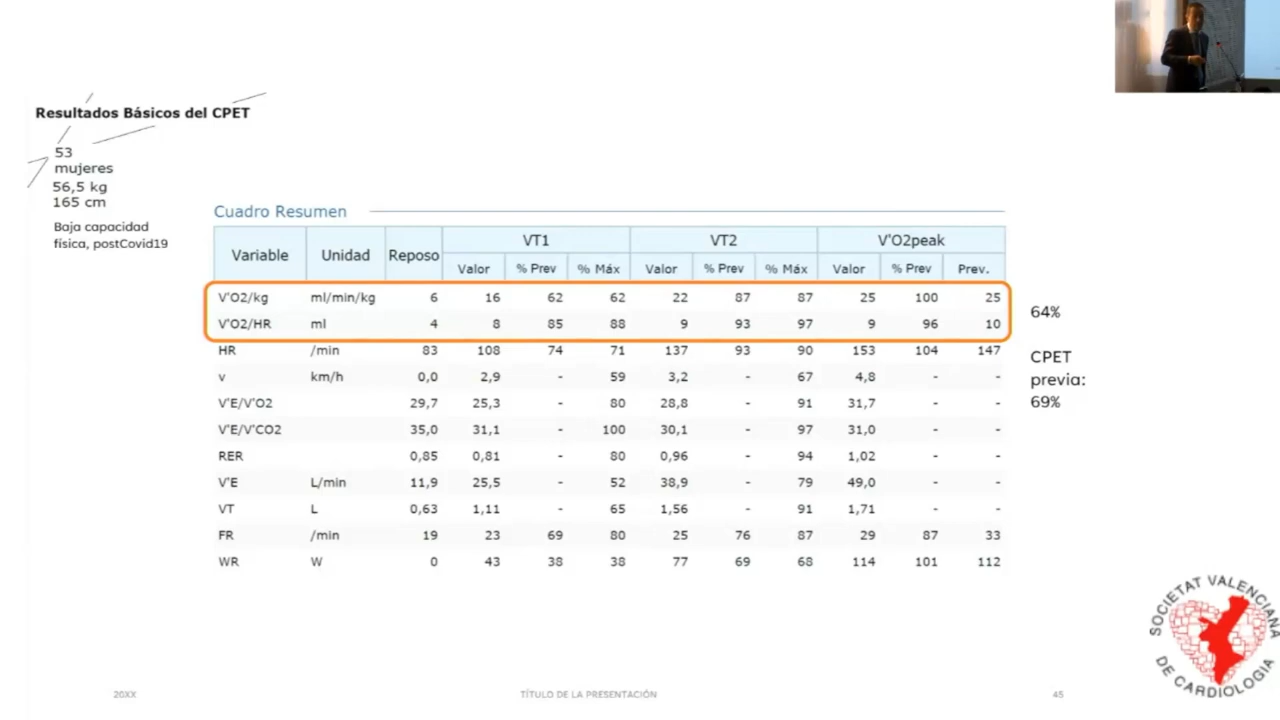 Resultados Básicos del CPET
53
mujeres
56,5 kg
165 cm
Baja capacidad
física, postCovid19
Cuadro Resumen
Variable Unidad Reposo VT1 VT2 V'O2peak
Valor % Prev % Máx Valor % Prev % Máx Valor % Prev Prev.
V'O2/kg ml/min/kg 6 16 62 62 22 87 87 25 100 25
V'O2/HR ml 4 8 85 88 9 93 97 9 96 10
HR /min 83 108 74 71 137 93 90 153 104 147
v km/h 0,0 2,9 - 59 3,2 - 67 4,8 - -
V'E/V'O2 29,7 25,3 - 80 28,8 - 91 31,7 - -
V'E/V'CO2 35,0 31,1 - 100 30,1 - 97 31,0 - -
RER 0,85 0,81 - 80 0,96 - 94 1,02 - -
V'E L/min 11,9 25,5 - 52 38,9 - 79 49,0 - -
VT L 0,63 1,11 - 65 1,56 - 91 1,71 - -
FR /min 19 23 69 80 25 76 87 29 87 33
WR W 0 43 38 38 77 69 68 114 101 112
64%
CPET
previa:
69%
SOCIETAT VALENCIANA
DE CARDIOLOGIA
20XX
TÍTULO DE LA PRESENTACIÓN
45